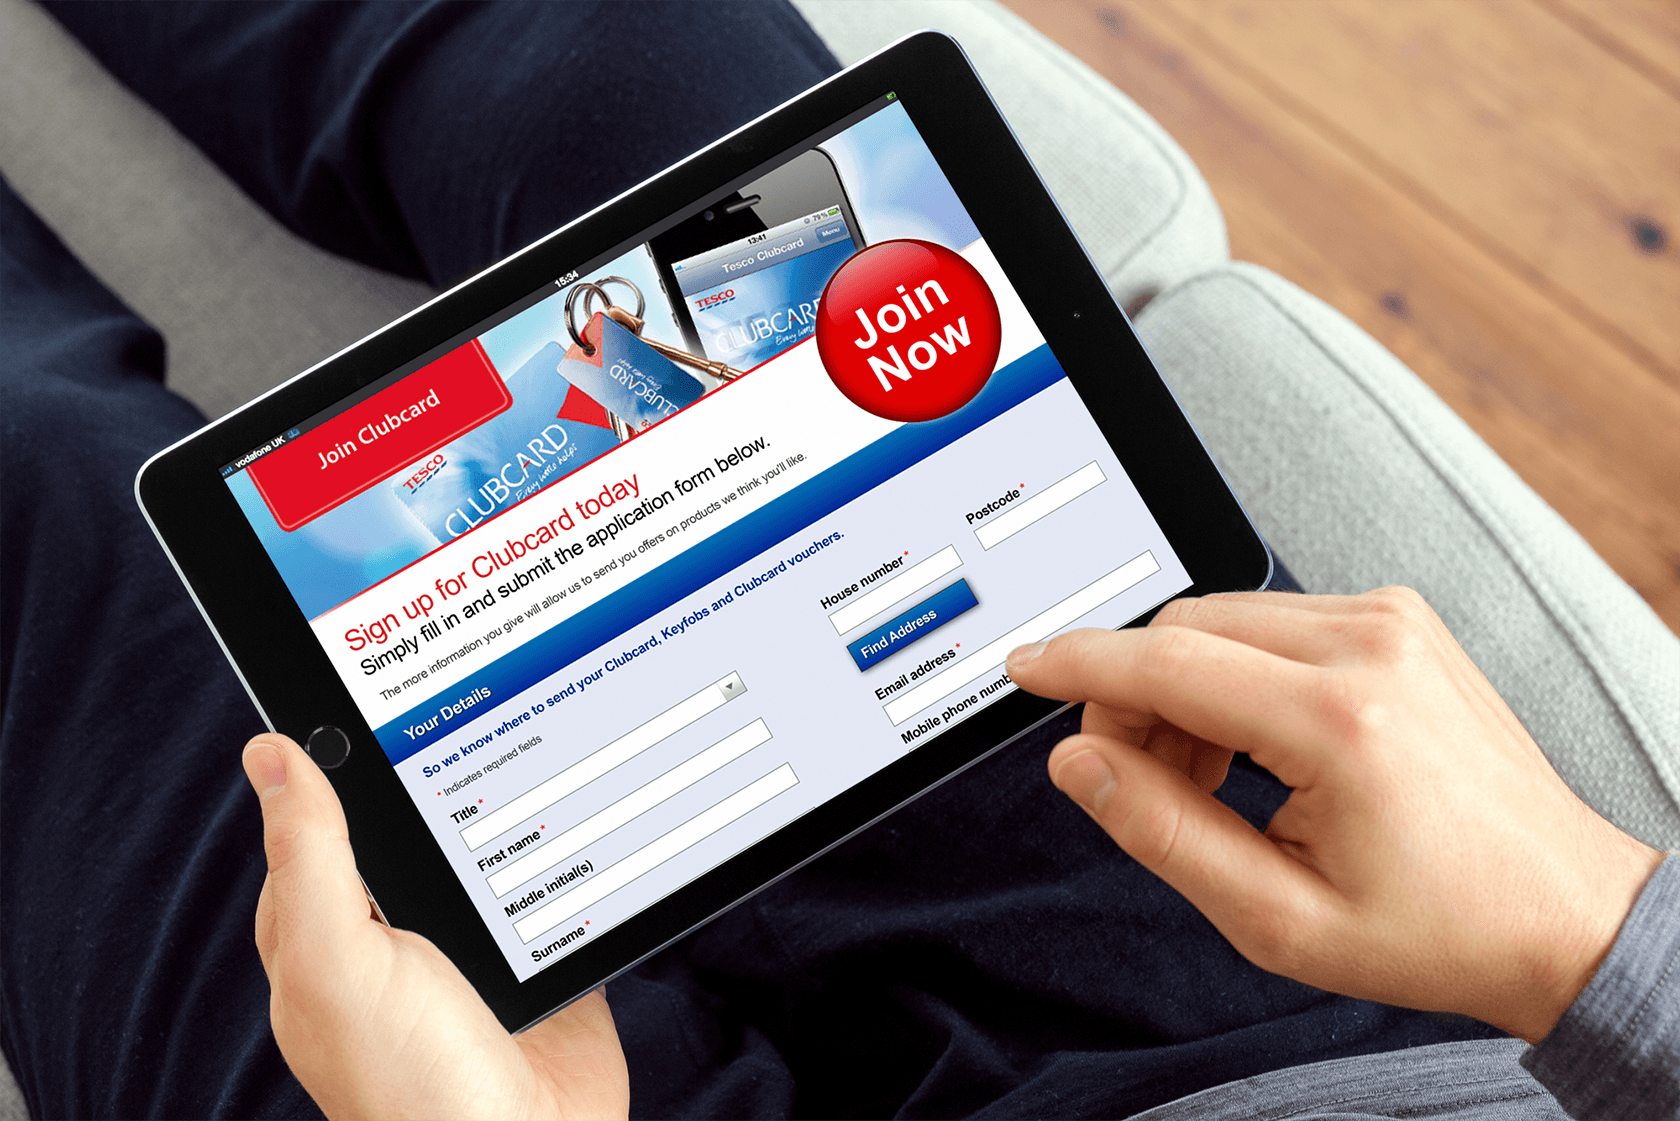 vodafone UK
15:34
Join Clubcard
TESCO
CLUBCARD
Every little helps
CLUBCARD
Every little helps
13:41
79%
Tesco Clubcard
Menu
TESCO
CLUBCARD
Join
Now
Sign up for Clubcard today
Simply fill in and submit the application form below.
The more information you give will allow us to send you offers on products we think you'll like.
Your Details
So we know where to send your Clubcard, Keyfobs and Clubcard vouchers.
* Indicates required fields
Title *
First name *
Middle initial(s)
Surname *
House number *
Postcode *
Find Address
Email address *
Mobile phone numb